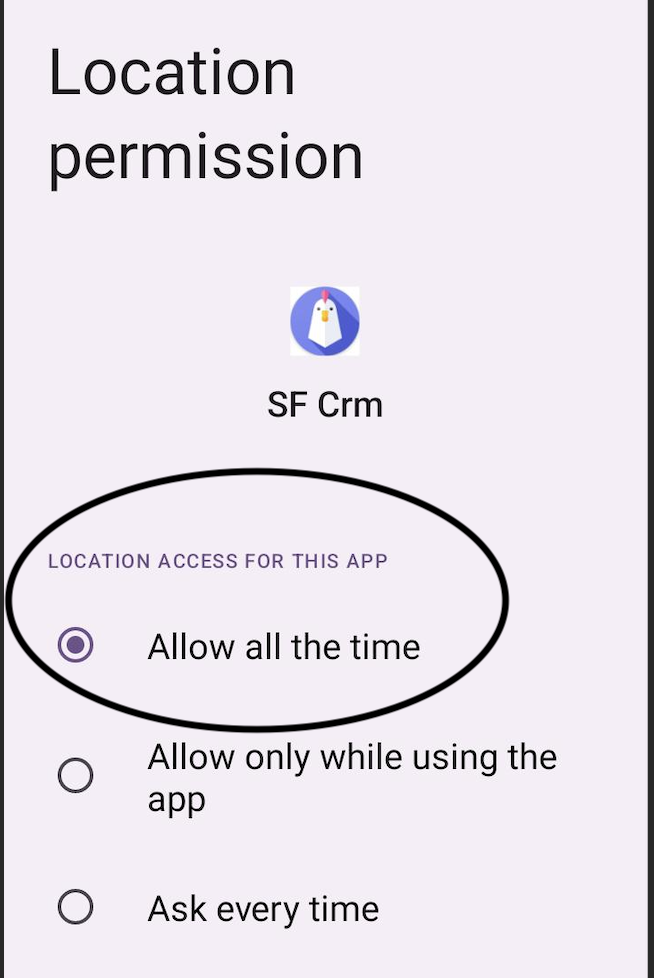 Location
permission
SF Crm
LOCATION ACCESS FOR THIS APP
Allow all the time
Allow only while using the
app
Ask every time